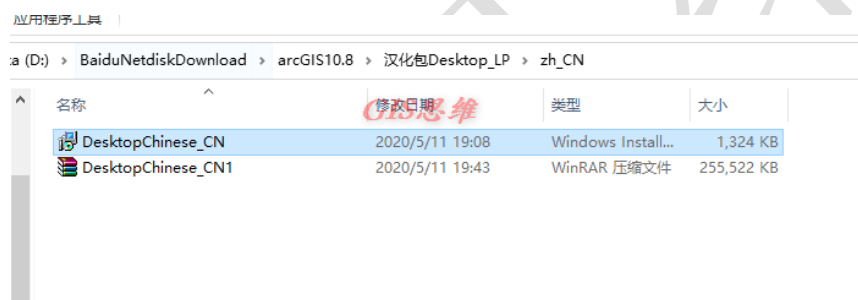 应用程序工具
ta (D:) > BaiduNetdiskDownload > arcGIS10.8 > 汉化包Desktop_LP > zh_CN
名称 修改日期 类型 大小
GIS思维
DesktopChinese_CN 2020/5/11 19:08 Windows Install... 1,324 KB
DesktopChinese_CN1 2020/5/11 19:43 WinRAR 压缩文件 255,522 KB